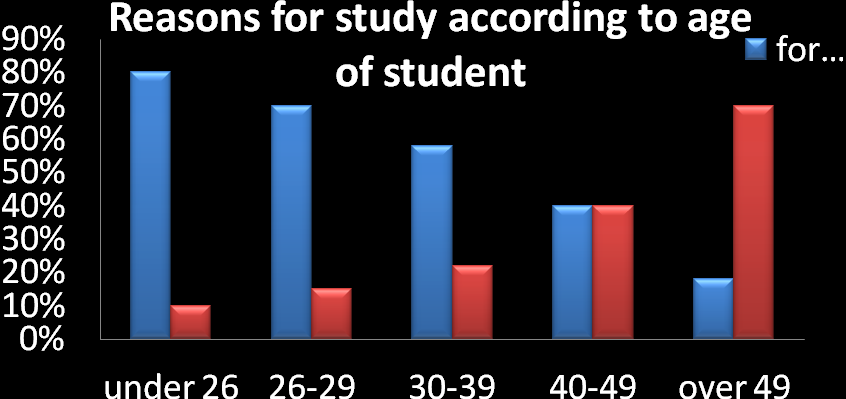 Reasons for study according to age
of student
for...
90%
80%
70%
60%
50%
40%
30%
20%
10%
0%
under 26 26-29 30-39 40-49 over 49